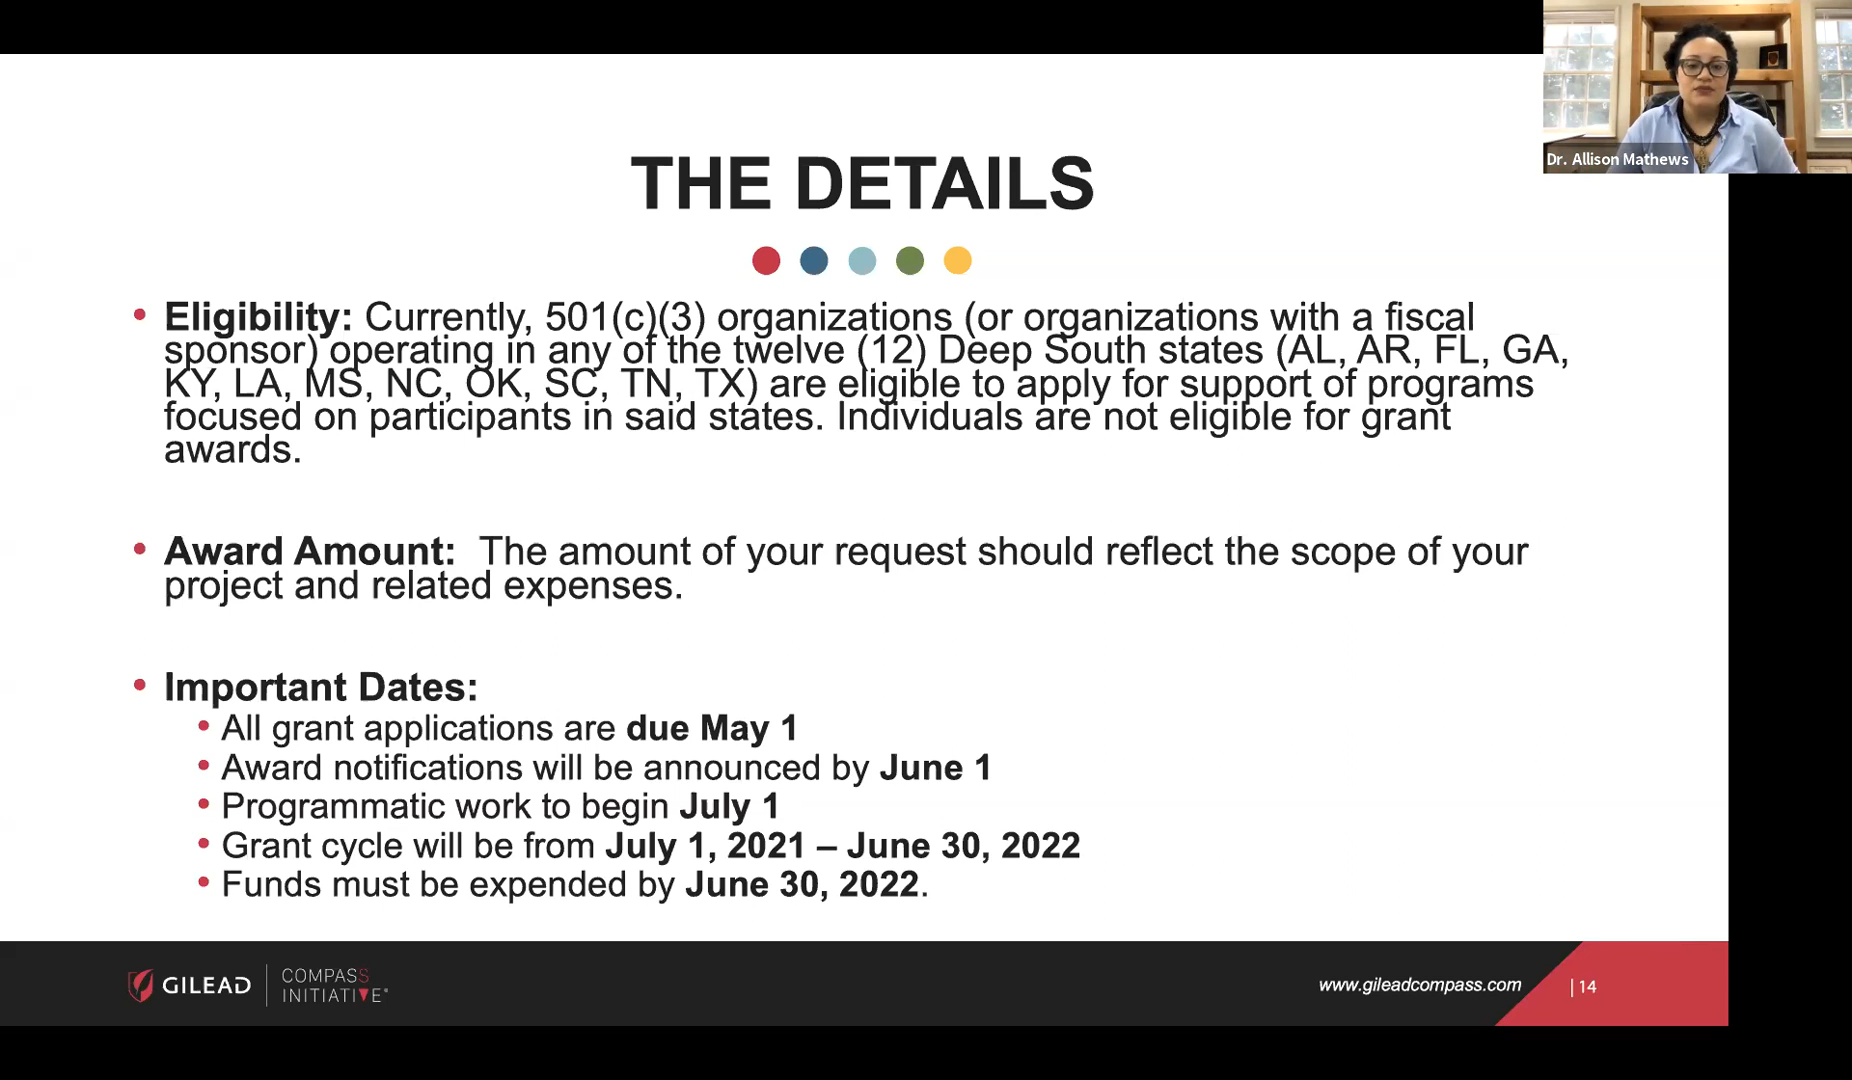 Dr. Allison Mathews
THE DETAILS
• Eligibility: Currently, 501(c)(3) organizations (or organizations with a fiscal
sponsor) operating in any of the twelve (12) Deep South states (AL, AR, FL, GA,
KY, LA, MS, NC, OK, SC, TN, TX) are eligible to apply for support of programs
focused on participants in said states. Individuals are not eligible for grant
awards.
• Award Amount:  The amount of your request should reflect the scope of your
project and related expenses.
• Important Dates:
• All grant applications are due May 1
• Award notifications will be announced by June 1
• Programmatic work to begin July 1
• Grant cycle will be from July 1, 2021 – June 30, 2022
• Funds must be expended by June 30, 2022.
GILEAD
COMPASS
INITIATIVE®
www.gileadcompass.com
| 14